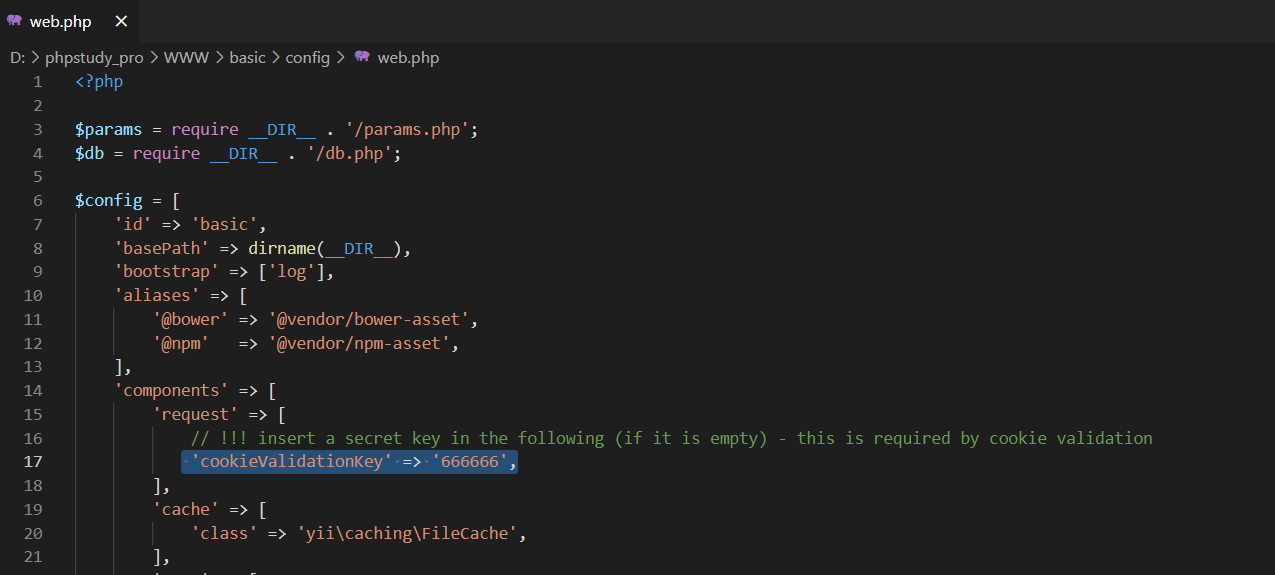 web.php ×
D: > phpstudy_pro > WWW > basic > config > web.php
1 <?php
2
3 $params = require __DIR__ . '/params.php';
4 $db = require __DIR__ . '/db.php';
5
6 $config = [
7     'id' => 'basic',
8     'basePath' => dirname(__DIR__),
9     'bootstrap' => ['log'],
10     'aliases' => [
11         '@bower' => '@vendor/bower-asset',
12         '@npm'   => '@vendor/npm-asset',
13     ],
14     'components' => [
15         'request' => [
16             // !!! insert a secret key in the following (if it is empty) - this is required by cookie validation
17             'cookieValidationKey' => '666666',
18         ],
19         'cache' => [
20             'class' => 'yii\caching\FileCache',
21         ],